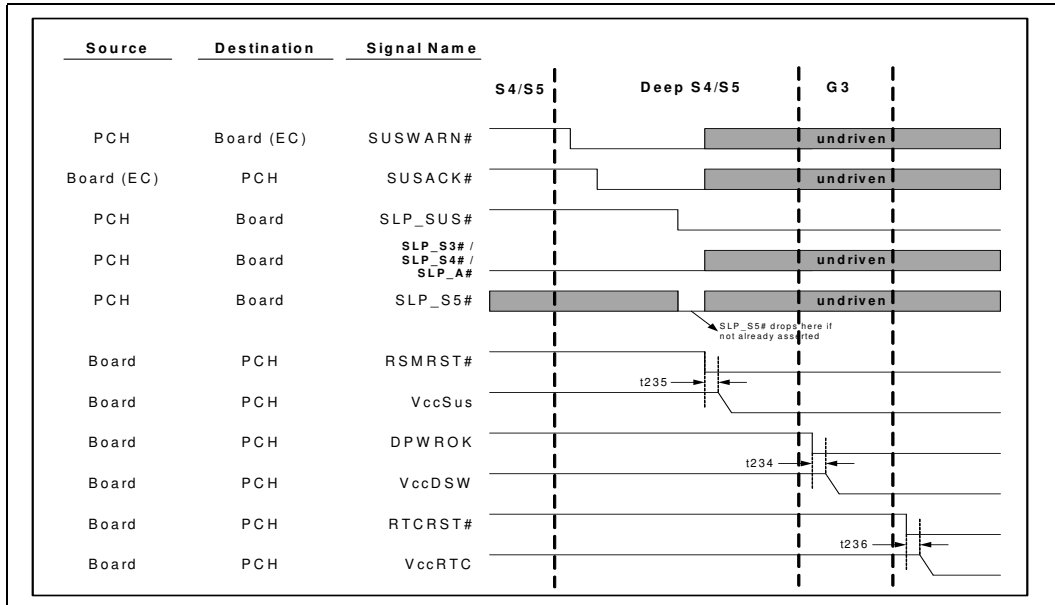 Source Destination Signal Name
S4/S5 Deep S4/S5 G3
PCH Board (EC) SUSWARN# undriven
Board (EC) PCH SUSACK# undriven
PCH Board SLP_SUS#
PCH Board SLP_S3# /
SLP_S4# /
SLP_A# undriven
PCH Board SLP_S5# undriven
SLP_S5# drops here if
not already asserted
Board PCH RSMRST#
t235
Board PCH VccSus
Board PCH DPWROK
t234
Board PCH VccDSW
Board PCH RTCRST#
t236
Board PCH VccRTC